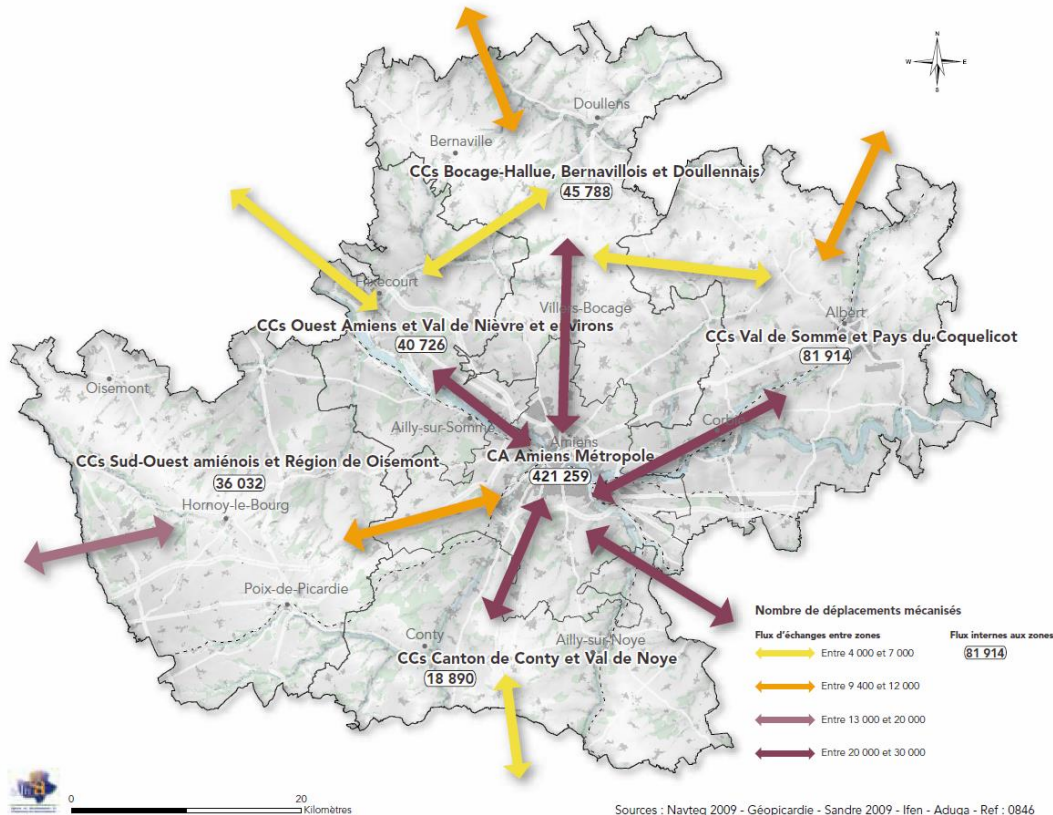 N
W E
S
Doullens
Bernaville
CCs Bocage-Hallue, Bernavillois et Doullennais
45 788
Flixecourt
Villers-Bocage
Albert
CCs Ouest Amiens et Val de Nièvre et environs
40 726
CCs Val de Somme et Pays du Coquelicot
81 914
Oisemont
Ailly-sur-Somme
Corbie
Amiens
CA Amiens Métropole
421 259
CCs Sud-Ouest amiénois et Région de Oisemont
36 032
Hornoy-le-Bourg
Poix-de-Picardie
Conty
Ailly-sur-Noye
CCs Canton de Conty et Val de Noye
18 890
Nombre de déplacements mécanisés
Flux d'échanges entre zones
Flux internes aux zones
Entre 4 000 et 7 000
81 914
Entre 9 400 et 12 000
Entre 13 000 et 20 000
Entre 20 000 et 30 000
0 20
Kilomètres
Sources : Navteq 2009 - Géopicardie - Sandre 2009 - Ifen - Aduga - Ref : 0846